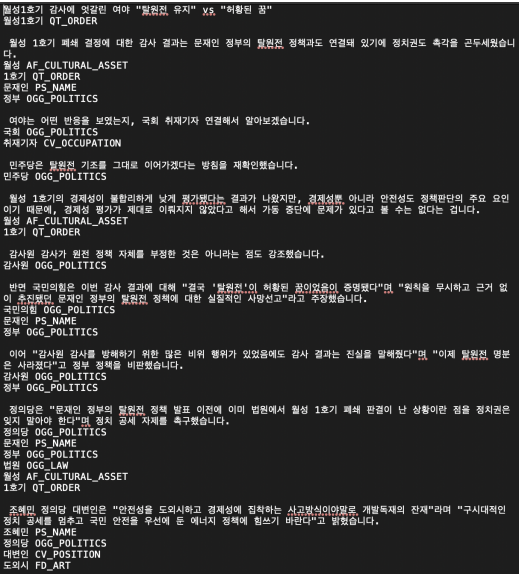 월성1호기 감사에 엇갈린 여야 "탈원전 유지" vs "허황된 꿈"
월성1호기 QT_ORDER
월성 1호기 폐쇄 결정에 대한 감사 결과는 문재인 정부의 탈원전 정책과도 연결돼 있기에 정치권도 촉각을 곤두세웠습니
다.
월성 AF_CULTURAL_ASSET
1호기 QT_ORDER
문재인 PS_NAME
정부 OGG_POLITICS
여야는 어떤 반응을 보였는지, 국회 취재기자 연결해서 알아보겠습니다.
국회 OGG_POLITICS
취재기자 CV_OCCUPATION
민주당은 탈원전 기조를 그대로 이어가겠다는 방침을 재확인했습니다.
민주당 OGG_POLITICS
월성 1호기의 경제성이 불합리하게 낮게 평가됐다는 결과가 나왔지만, 경제성뿐 아니라 안전성도 정책판단의 주요 요인
이기 때문에, 경제성 평가가 제대로 이뤄지지 않았다고 해서 가동 중단에 문제가 있다고 볼 수는 없다는 겁니다.
월성 AF_CULTURAL_ASSET
1호기 QT_ORDER
감사원 감사가 원전 정책 자체를 부정한 것은 아니라는 점도 강조했습니다.
감사원 OGG_POLITICS
반면 국민의힘은 이번 감사 결과에 대해 "결국 '탈원전'이 허황된 꿈이었음이 증명됐다"며 "원칙을 무시하고 근거 없
이 추진됐던 문재인 정부의 탈원전 정책에 대한 실질적인 사망선고"라고 주장했습니다.
국민의힘 OGG_POLITICS
문재인 PS_NAME
정부 OGG_POLITICS
이어 "감사원 감사를 방해하기 위한 많은 비위 행위가 있었음에도 감사 결과는 진실을 말해줬다"며 "이제 탈원전 명분
은 사라졌다"고 정부 정책을 비판했습니다.
감사원 OGG_POLITICS
정부 OGG_POLITICS
정의당은 "문재인 정부의 탈원전 정책 발표 이전에 이미 법원에서 월성 1호기 폐쇄 판결이 난 상황이란 점을 정치권은
잊지 말아야 한다"며 정치 공세 자제를 촉구했습니다.
정의당 OGG_POLITICS
문재인 PS_NAME
정부 OGG_POLITICS
법원 OGG_LAW
월성 AF_CULTURAL_ASSET
1호기 QT_ORDER
조혜민 정의당 대변인은 "안전성을 도외시하고 경제성에 집착하는 사고방식이야말로 개발독재의 잔재"라며 "구시대적인
정치 공세를 멈추고 국민 안전을 우선에 둔 에너지 정책에 힘쓰기 바란다"고 밝혔습니다.
조혜민 PS_NAME
정의당 OGG_POLITICS
대변인 CV_POSITION
도외시 FD_ART